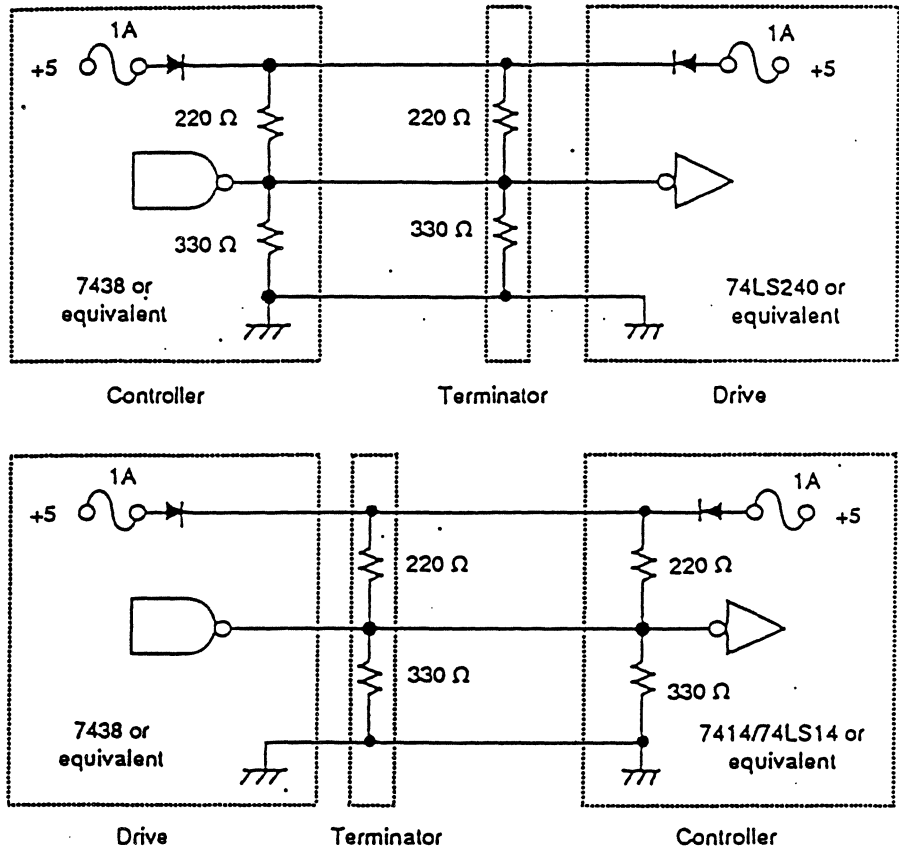 1A
1A
+5
+5
220 Ω
220 Ω
330 Ω
330 Ω
7438 or
equivalent
74LS240 or
equivalent
Controller
Terminator
Drive
1A
1A
+5
+5
220 Ω
220 Ω
330 Ω
330 Ω
7438 or
equivalent
7414/74LS14 or
equivalent
Drive
Terminator
Controller